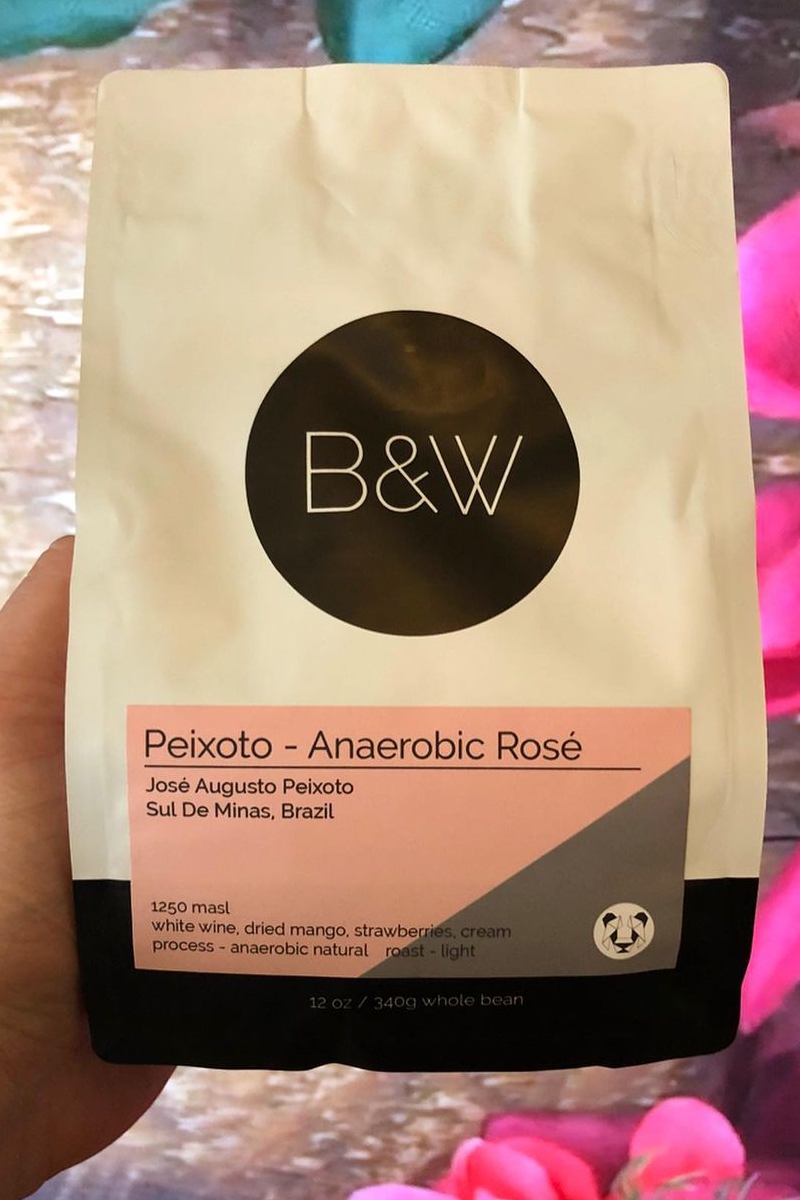 B&W
Peixoto - Anaerobic Rosé
José Augusto Peixoto
Sul De Minas, Brazil
1250 masl
white wine, dried mango, strawberries, cream
process - anaerobic natural roast - light
12 oz / 340g whole bean